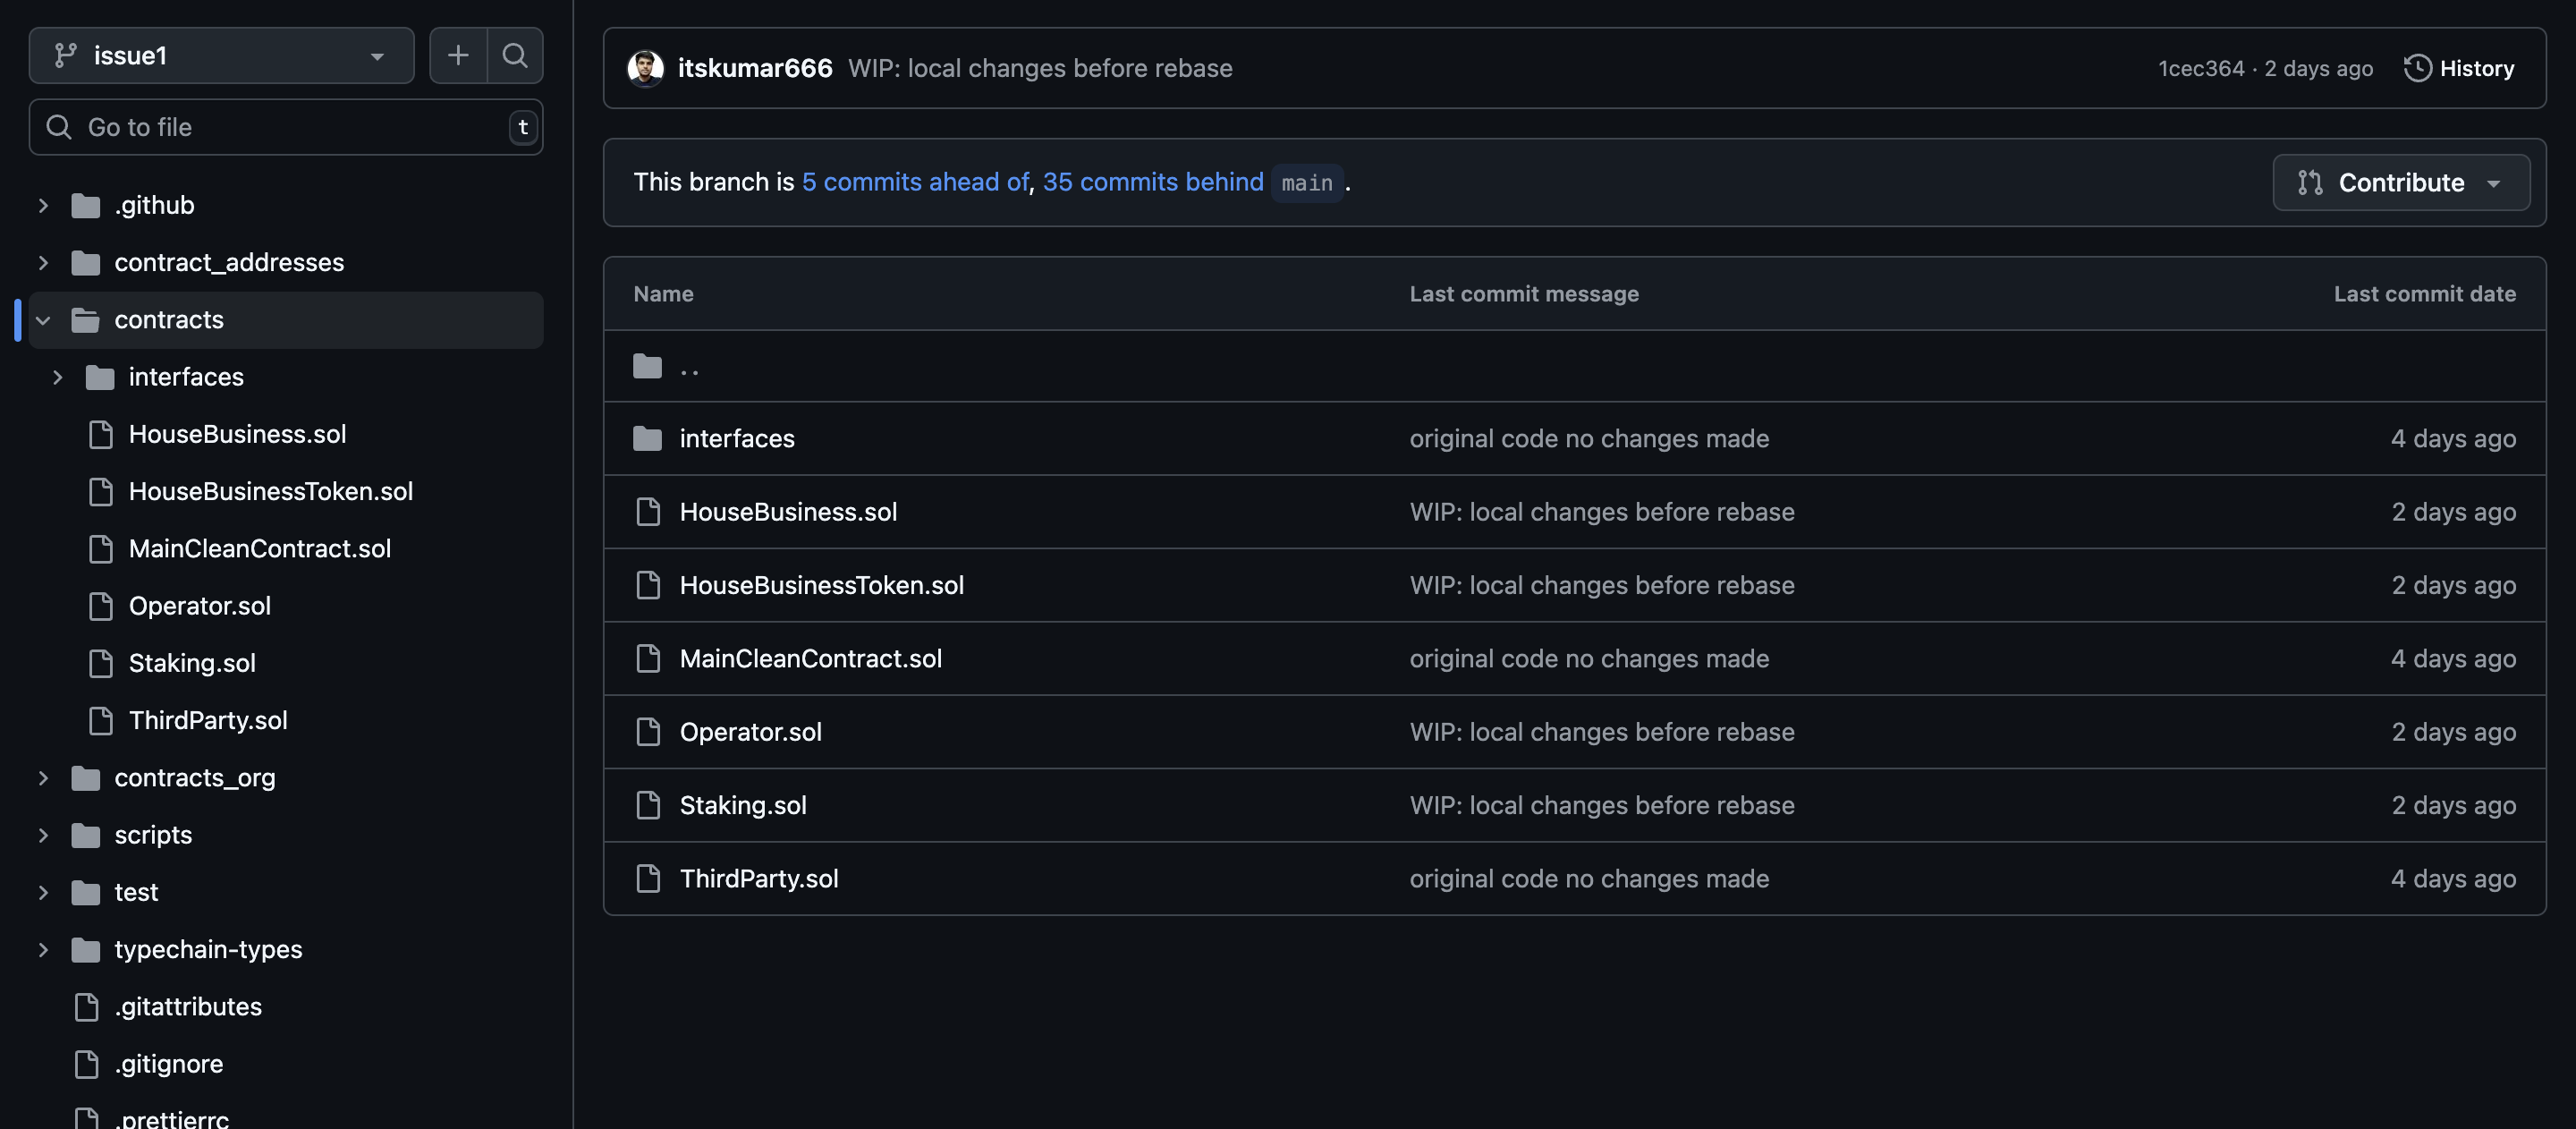 issue1
Go to file
t
.github
contract_addresses
contracts
interfaces
HouseBusiness.sol
HouseBusinessToken.sol
MainCleanContract.sol
Operator.sol
Staking.sol
ThirdParty.sol
contracts_org
scripts
test
typechain-types
.gitattributes
.gitignore
.prettierrc
itskumar666 WIP: local changes before rebase 1cec364 · 2 days ago History
This branch is 5 commits ahead of, 35 commits behind main .
Contribute
Name Last commit message Last commit date
..
interfaces original code no changes made 4 days ago
HouseBusiness.sol WIP: local changes before rebase 2 days ago
HouseBusinessToken.sol WIP: local changes before rebase 2 days ago
MainCleanContract.sol original code no changes made 4 days ago
Operator.sol WIP: local changes before rebase 2 days ago
Staking.sol WIP: local changes before rebase 2 days ago
ThirdParty.sol original code no changes made 4 days ago